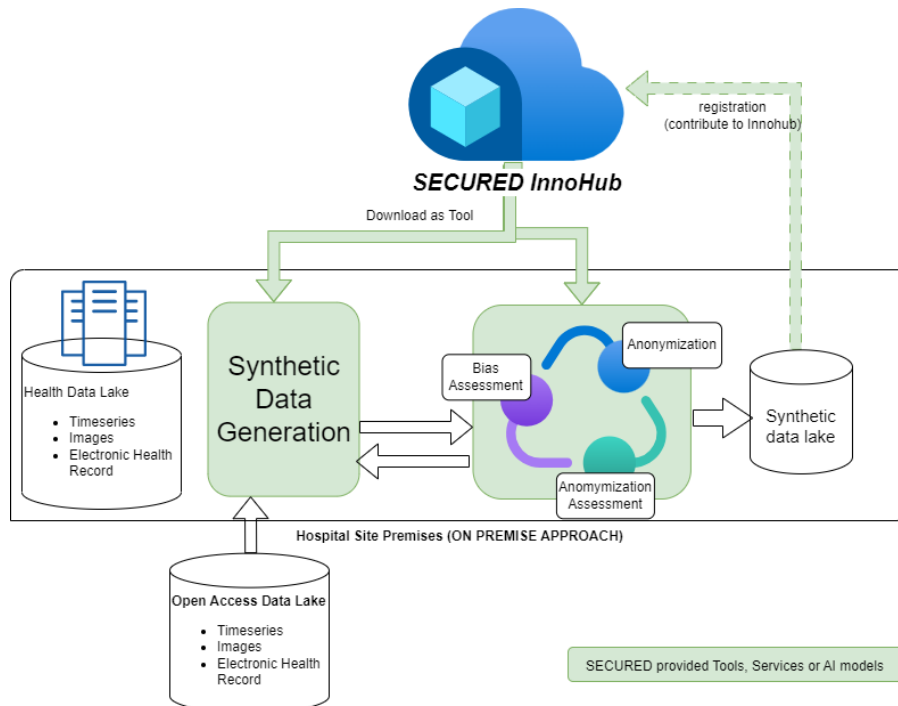 registration
(contribute to Innohub)
SECURED InnoHub
Download as Tool
Health Data Lake
• Timeseries
• Images
• Electronic Health
Record
Synthetic
Data
Generation
Bias
Assessment
Anonymization
Anomymization
Assessment
Synthetic
data lake
Hospital Site Premises (ON PREMISE APPROACH)
Open Access Data Lake
• Timeseries
• Images
• Electronic Health
Record
SECURED provided Tools, Services or AI models